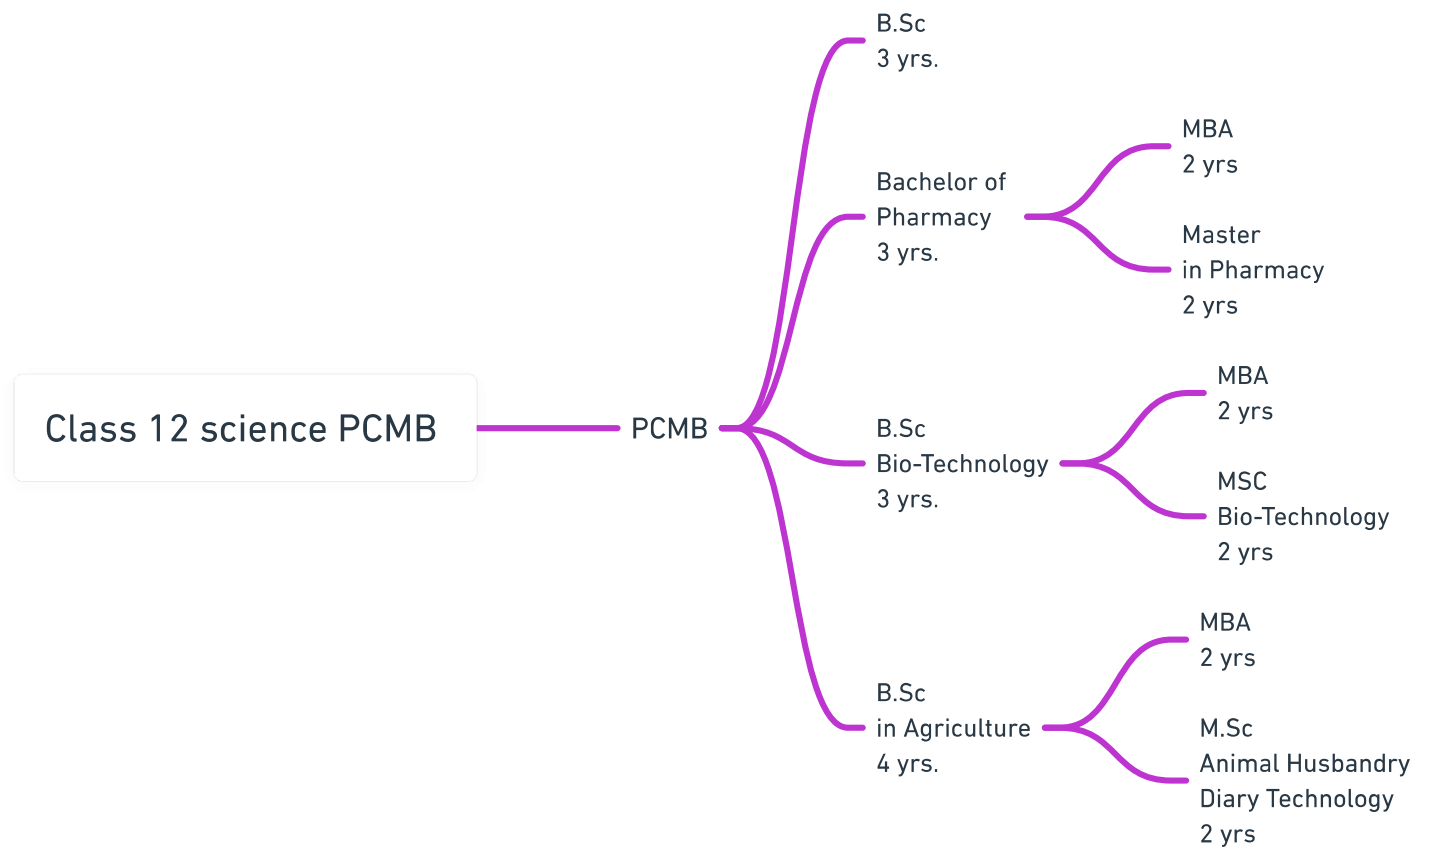 Class 12 science PCMB
PCMB
B.Sc
3 yrs.
Bachelor of
Pharmacy
3 yrs.
MBA
2 yrs
Master
in Pharmacy
2 yrs
B.Sc
Bio-Technology
3 yrs.
MBA
2 yrs
MSC
Bio-Technology
2 yrs
B.Sc
in Agriculture
4 yrs.
MBA
2 yrs
M.Sc
Animal Husbandry
Diary Technology
2 yrs